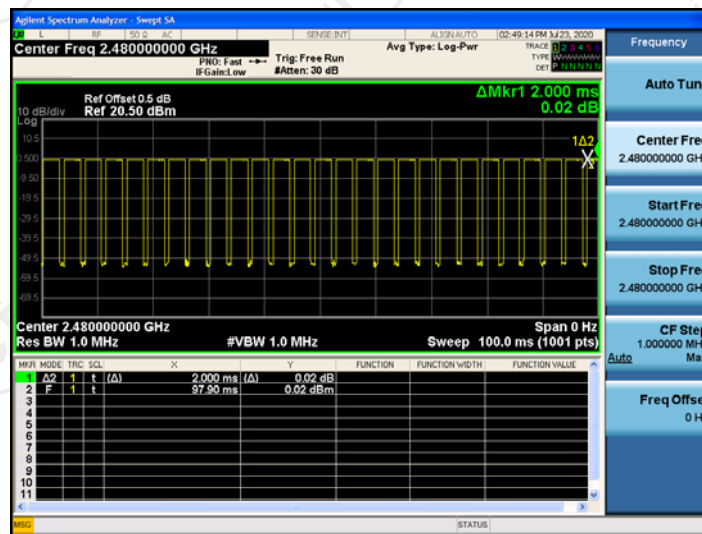 Agilent Spectrum Analyzer - Swept SA
L RF 50 Ω AC SENSE:INT ALIGN AUTO 02:49:14 PM Jul 23, 2020
Center Freq 2.480000000 GHz
PNO: Fast
IFGain:Low
Trig: Free Run
#Atten: 30 dB
Avg Type: Log-Pwr
TRACE 1 2 3 4 5 6
TYPE
DET P N N N N N
ΔMkr1 2.000 ms
0.02 dB
Ref Offset 0.5 dB
10 dB/div Ref 20.50 dBm
Log
1Δ2
10.5
0.500
-9.50
-19.5
-29.5
-39.5
-49.5
-59.5
-69.5
Center 2.480000000 GHz Span 0 Hz
Res BW 1.0 MHz #VBW 1.0 MHz Sweep 100.0 ms (1001 pts)
MKR MODE TRC SCL X Y FUNCTION FUNCTION WIDTH FUNCTION VALUE
1 Δ2 1 t (Δ) 2.000 ms (Δ) 0.02 dB
2 F 1 t 97.90 ms 0.02 dBm
3
4
5
6
7
8
9
10
11
MSG STATUS
Frequency
Auto Tun
Center Fre
2.480000000 GH
Start Fre
2.480000000 GH
Stop Fre
2.480000000 GH
CF Step
1.000000 MH
Auto Ma
Freq Offse
0 H